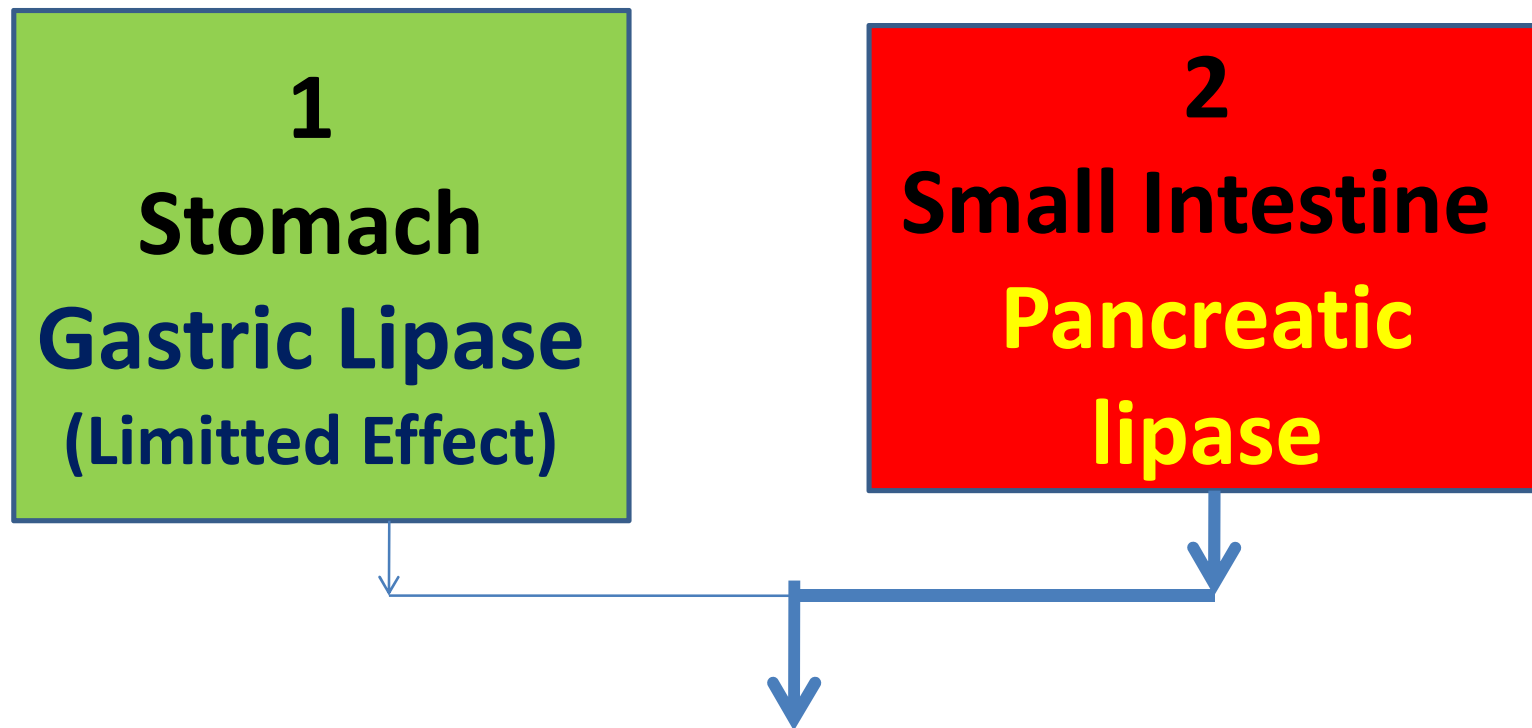 1
Stomach
Gastric Lipase
(Limitted Effect)
2
Small Intestine
Pancreatic
lipase